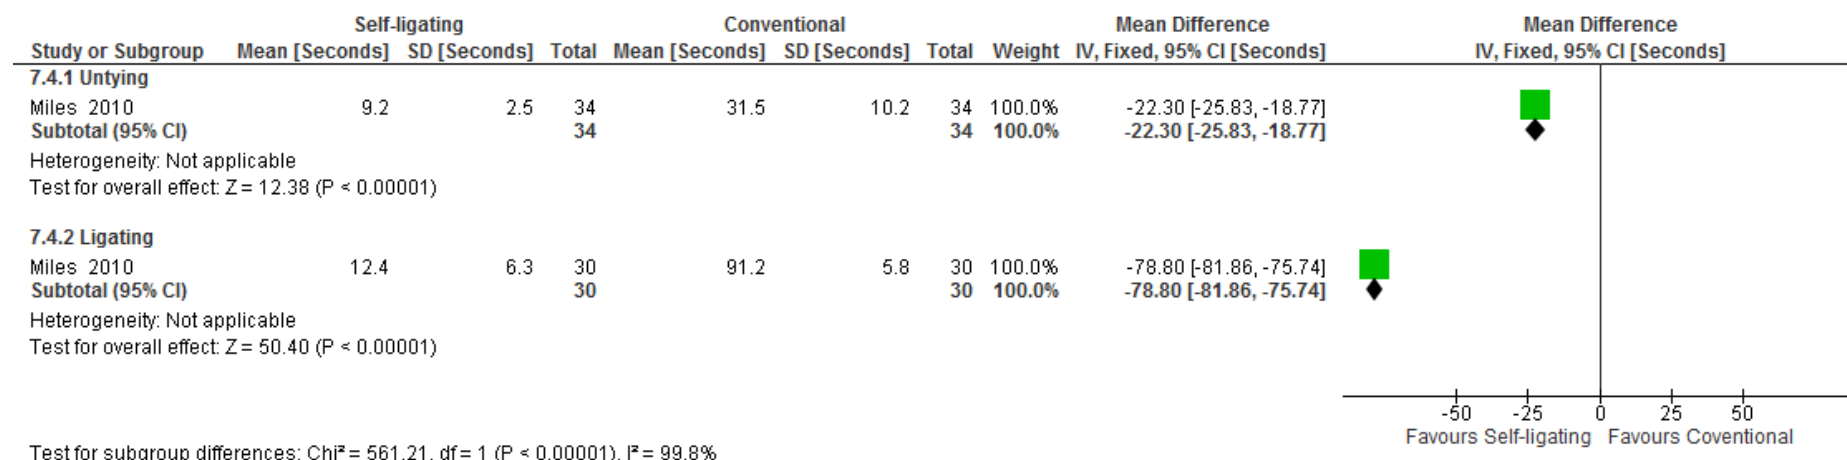 Self-ligating Conventional Mean Difference Mean Difference
Study or Subgroup Mean [Seconds] SD [Seconds] Total Mean [Seconds] SD [Seconds] Total Weight IV, Fixed, 95% CI [Seconds] IV, Fixed, 95% CI [Seconds]
7.4.1 Untying
Miles 2010 9.2 2.5 34 31.5 10.2 34 100.0% -22.30 [-25.83, -18.77]
Subtotal (95% CI) 34 34 100.0% -22.30 [-25.83, -18.77]
Heterogeneity: Not applicable
Test for overall effect: Z = 12.38 (P < 0.00001)
7.4.2 Ligating
Miles 2010 12.4 6.3 30 91.2 5.8 30 100.0% -78.80 [-81.86, -75.74]
Subtotal (95% CI) 30 30 100.0% -78.80 [-81.86, -75.74]
Heterogeneity: Not applicable
Test for overall effect: Z = 50.40 (P < 0.00001)
-50 -25 0 25 50
Favours Self-ligating Favours Coventional
Test for subgroup differences: Chi² = 561.21, df = 1 (P < 0.00001), I² = 99.8%